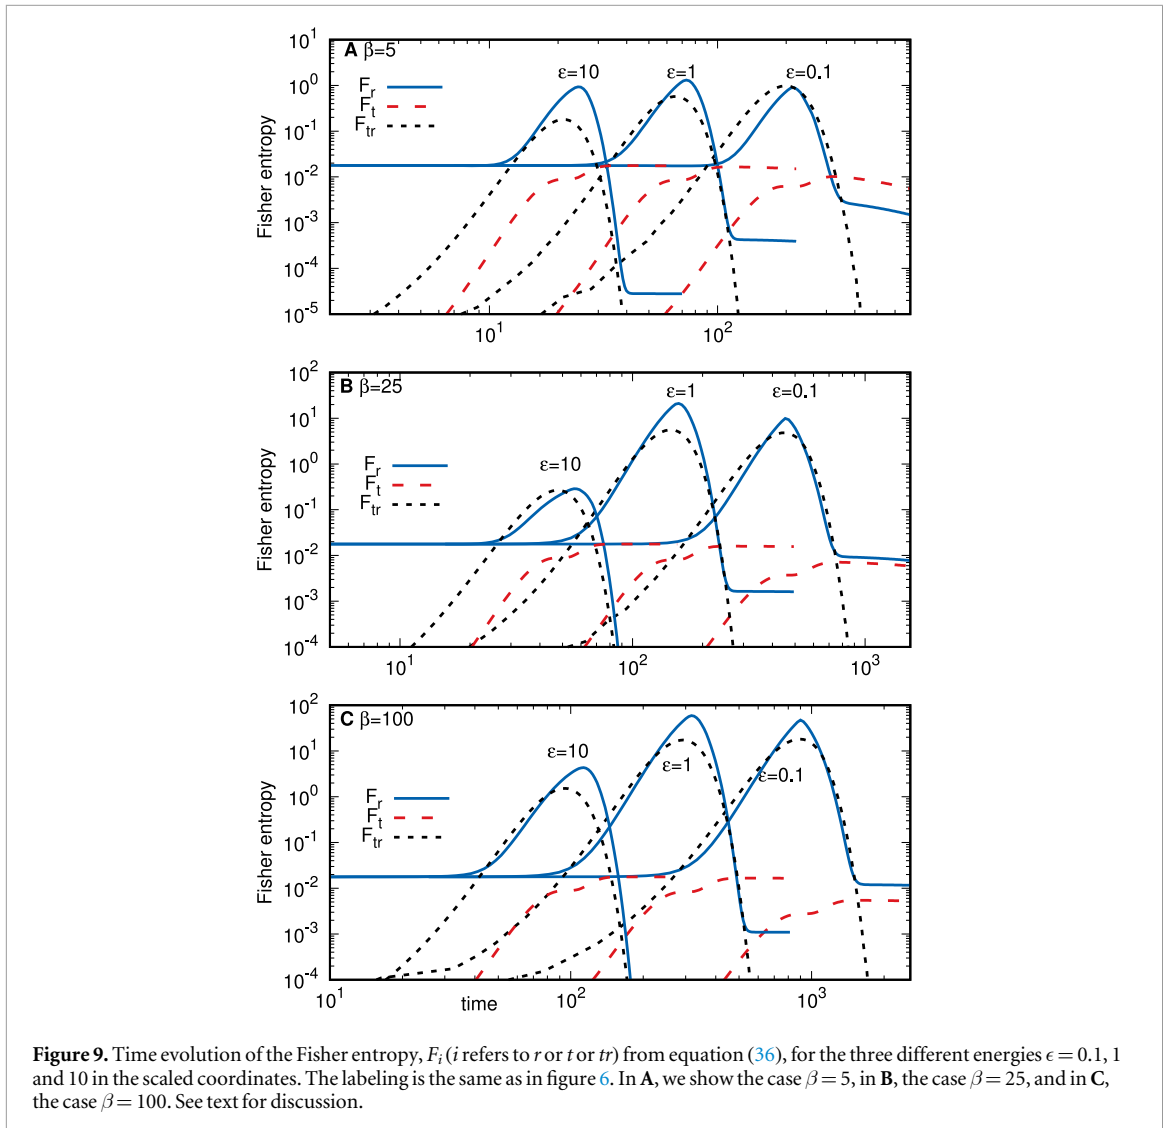 A β=5
ε=10 ε=1 ε=0.1
F_r
F_t
F_tr
Fisher entropy
10^1
10^0
10^-1
10^-2
10^-3
10^-4
10^-5
10^1 10^2
B β=25
ε=10 ε=1 ε=0.1
F_r
F_t
F_tr
Fisher entropy
10^2
10^1
10^0
10^-1
10^-2
10^-3
10^-4
10^1 10^2 10^3
C β=100
ε=10 ε=1 ε=0.1
F_r
F_t
F_tr
Fisher entropy
10^2
10^1
10^0
10^-1
10^-2
10^-3
10^-4
10^1 10^2 10^3
time
Figure 9. Time evolution of the Fisher entropy, F_i (i refers to r or t or tr) from equation (36), for the three different energies ϵ = 0.1, 1
and 10 in the scaled coordinates. The labeling is the same as in figure 6. In A, we show the case β = 5, in B, the case β = 25, and in C,
the case β = 100. See text for discussion.